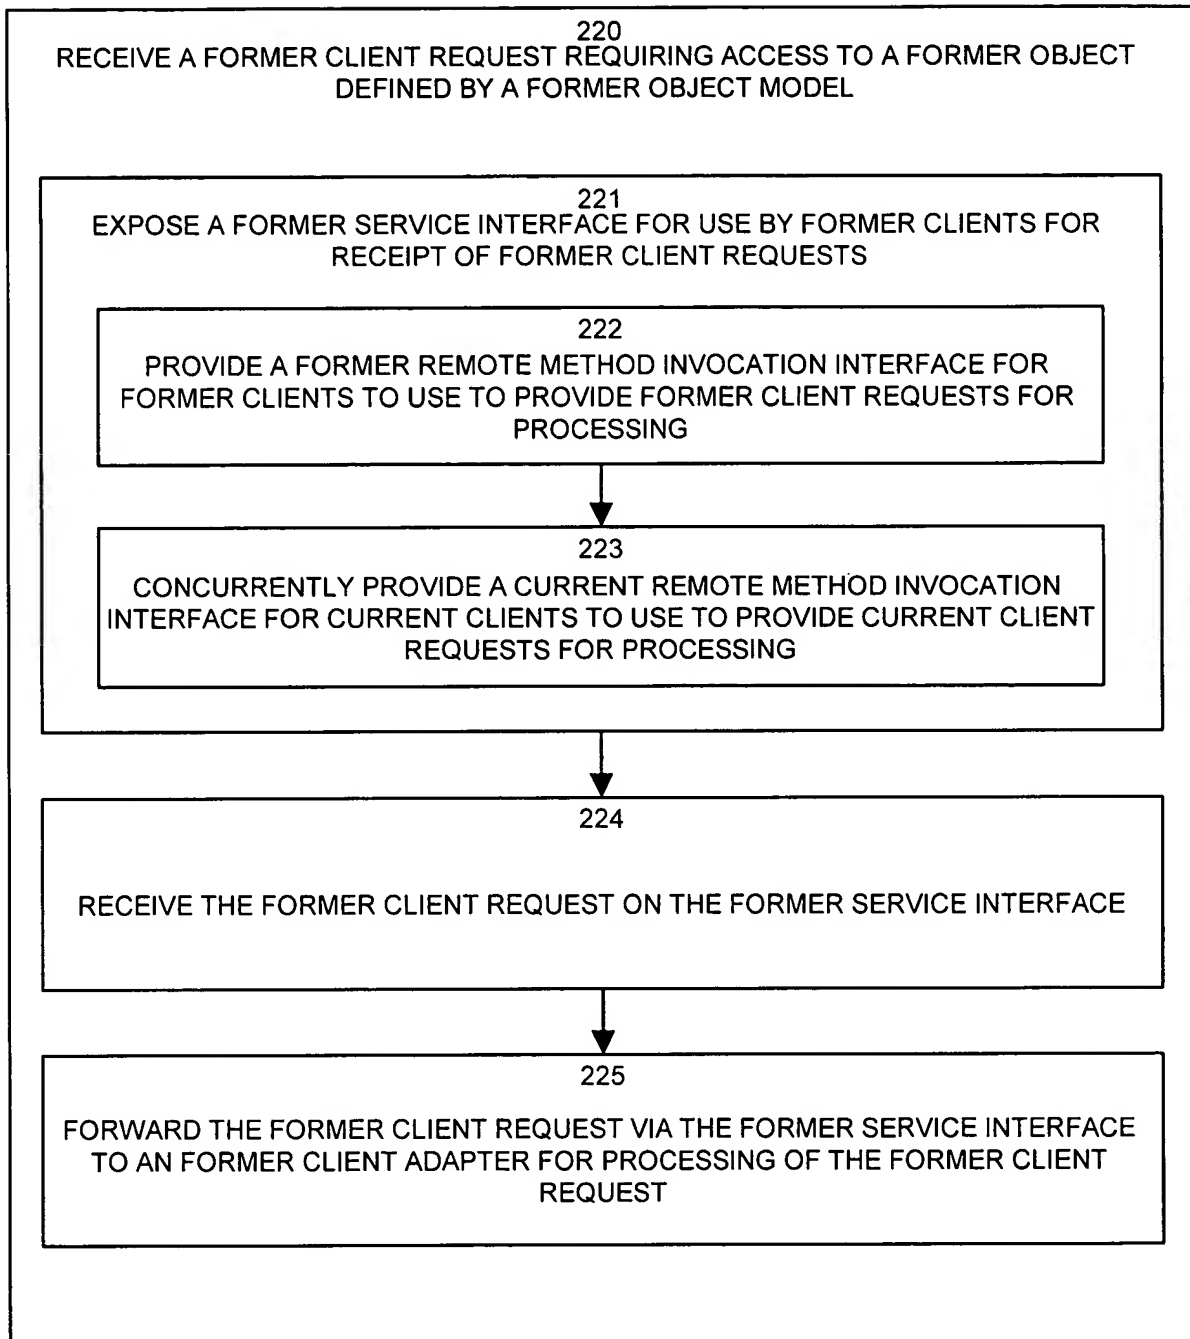 220
RECEIVE A FORMER CLIENT REQUEST REQUIRING ACCESS TO A FORMER OBJECT
DEFINED BY A FORMER OBJECT MODEL
221
EXPOSE A FORMER SERVICE INTERFACE FOR USE BY FORMER CLIENTS FOR
RECEIPT OF FORMER CLIENT REQUESTS
222
PROVIDE A FORMER REMOTE METHOD INVOCATION INTERFACE FOR
FORMER CLIENTS TO USE TO PROVIDE FORMER CLIENT REQUESTS FOR
PROCESSING
223
CONCURRENTLY PROVIDE A CURRENT REMOTE METHOD INVOCATION
INTERFACE FOR CURRENT CLIENTS TO USE TO PROVIDE CURRENT CLIENT
REQUESTS FOR PROCESSING
224
RECEIVE THE FORMER CLIENT REQUEST ON THE FORMER SERVICE INTERFACE
225
FORWARD THE FORMER CLIENT REQUEST VIA THE FORMER SERVICE INTERFACE
TO AN FORMER CLIENT ADAPTER FOR PROCESSING OF THE FORMER CLIENT
REQUEST